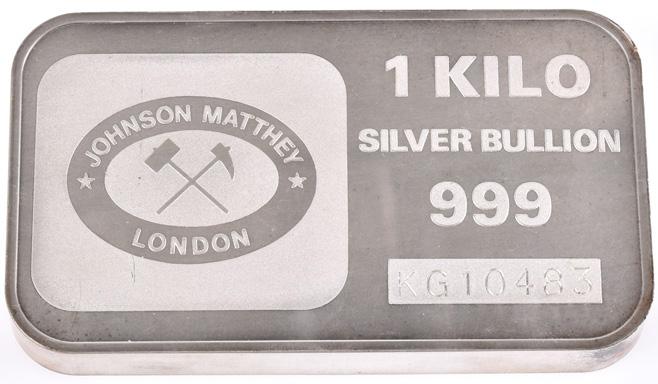 JOHNSON MATTHEY
LONDON
1 KILO
SILVER BULLION
999
KG10483